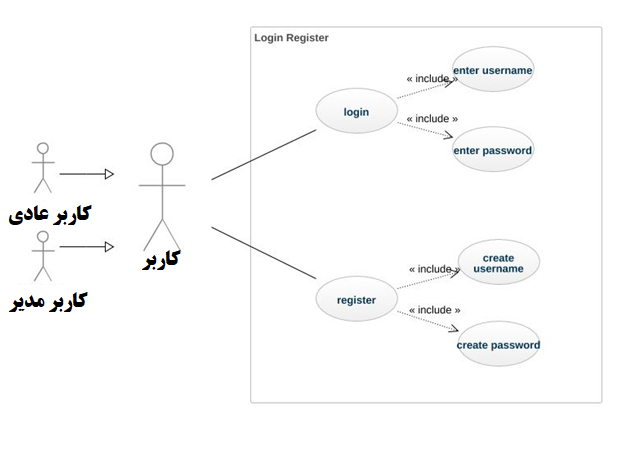 Login Register
enter username
« include »
login
« include »
enter password
کاربر عادی
کاربر
کاربر مدیر
create
username
« include »
register
« include »
create password